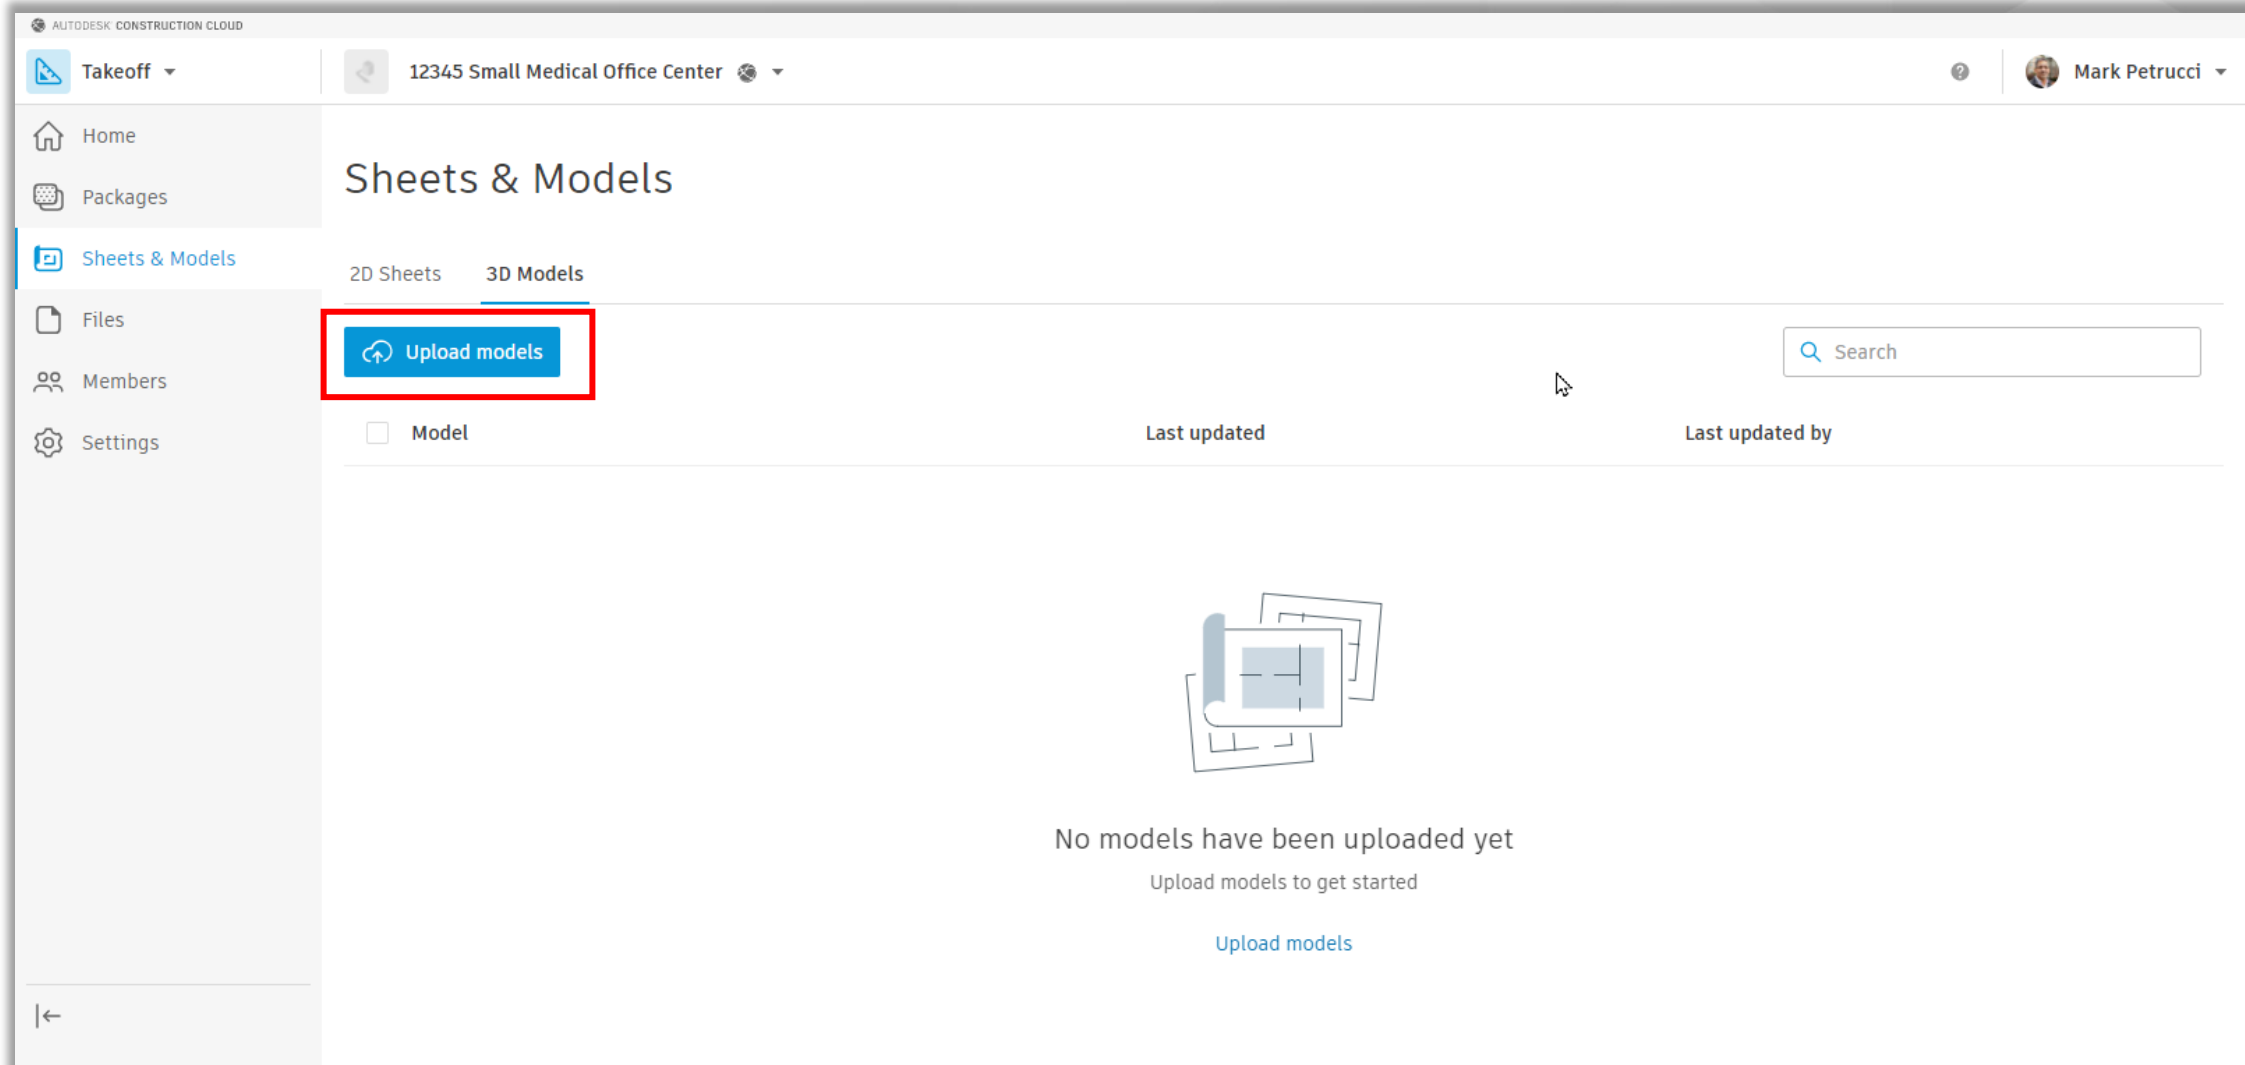 AUTODESK CONSTRUCTION CLOUD
Takeoff
12345 Small Medical Office Center
Mark Petrucci
Home
Packages
Sheets & Models
Files
Members
Settings
Sheets & Models
2D Sheets 3D Models
Upload models
Search
Model Last updated Last updated by
No models have been uploaded yet
Upload models to get started
Upload models